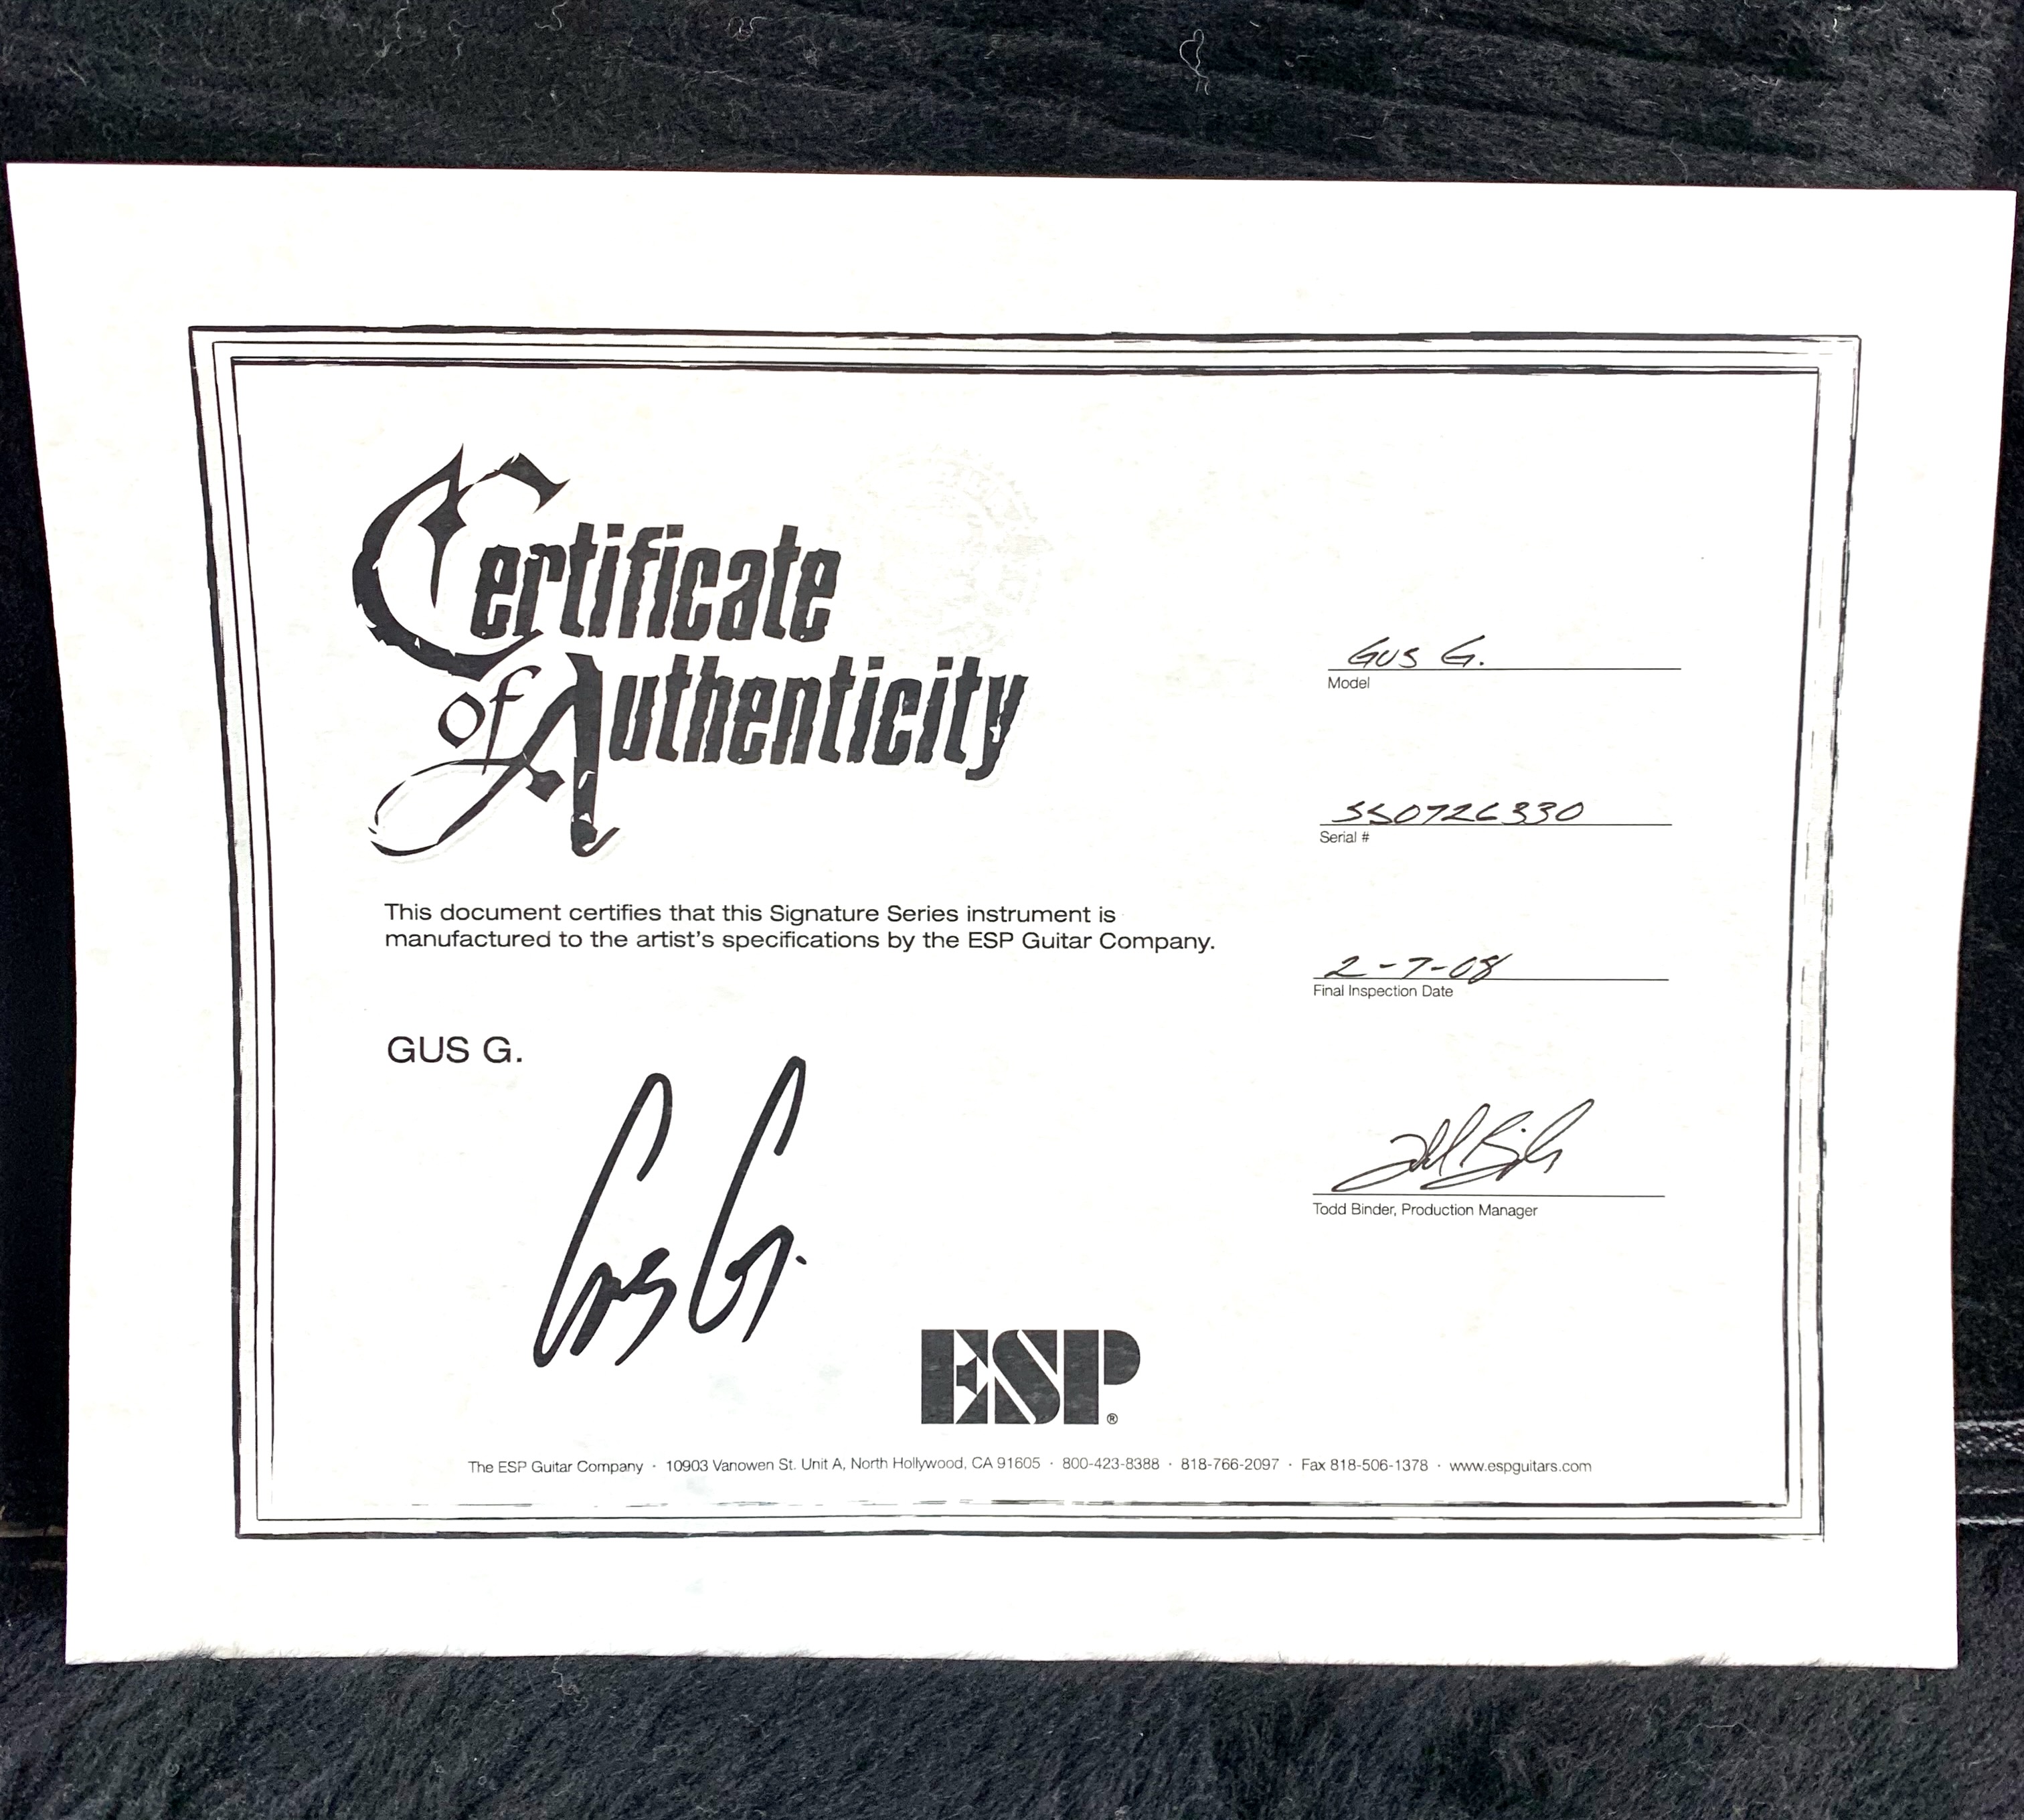 Certificate
of Authenticity
This document certifies that this Signature Series instrument is
manufactured to the artist's specifications by the ESP Guitar Company.
GUS G.
Gus G.
GUS G.
Model
SS0726330
Serial #
2-7-08
Final Inspection Date
Todd Binder, Production Manager
ESP®
The ESP Guitar Company · 10903 Vanowen St. Unit A, North Hollywood, CA 91605 · 800-423-8388 · 818-766-2097 · Fax 818-506-1378 · www.espguitars.com